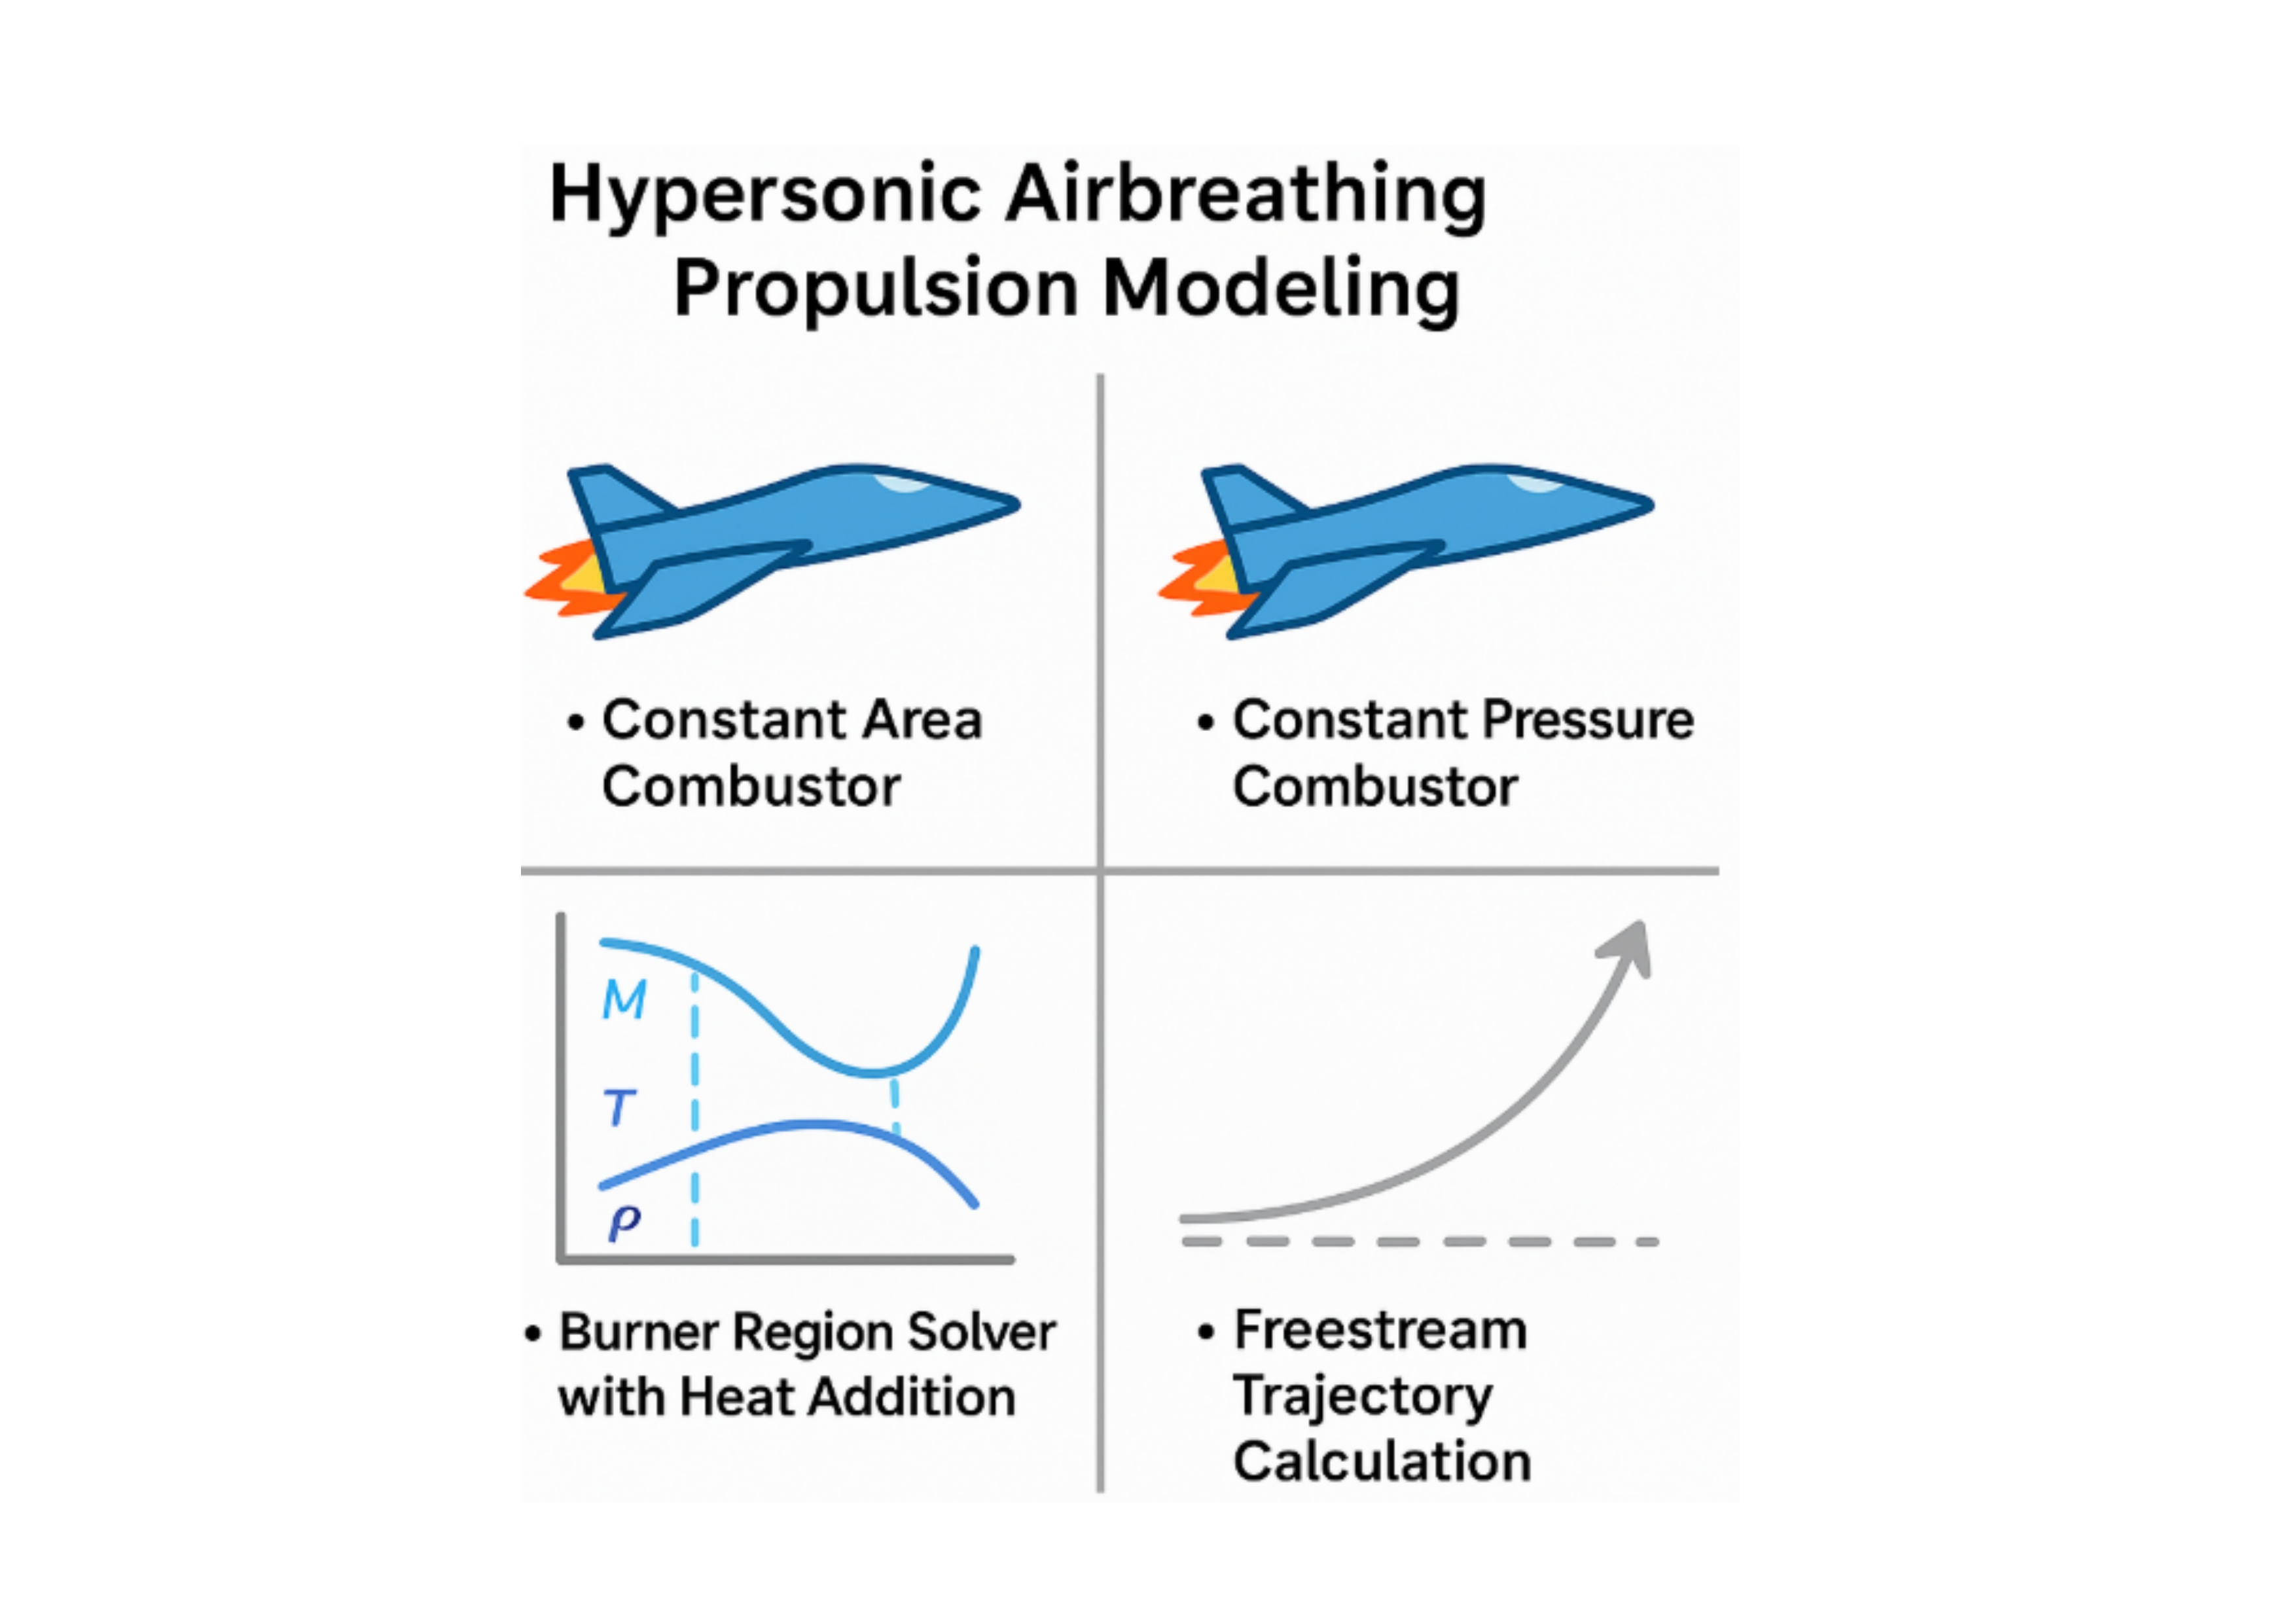 Hypersonic Airbreathing
Propulsion Modeling
• Constant Area
Combustor
• Constant Pressure
Combustor
M
T
ρ
• Burner Region Solver
with Heat Addition
• Freestream
Trajectory
Calculation